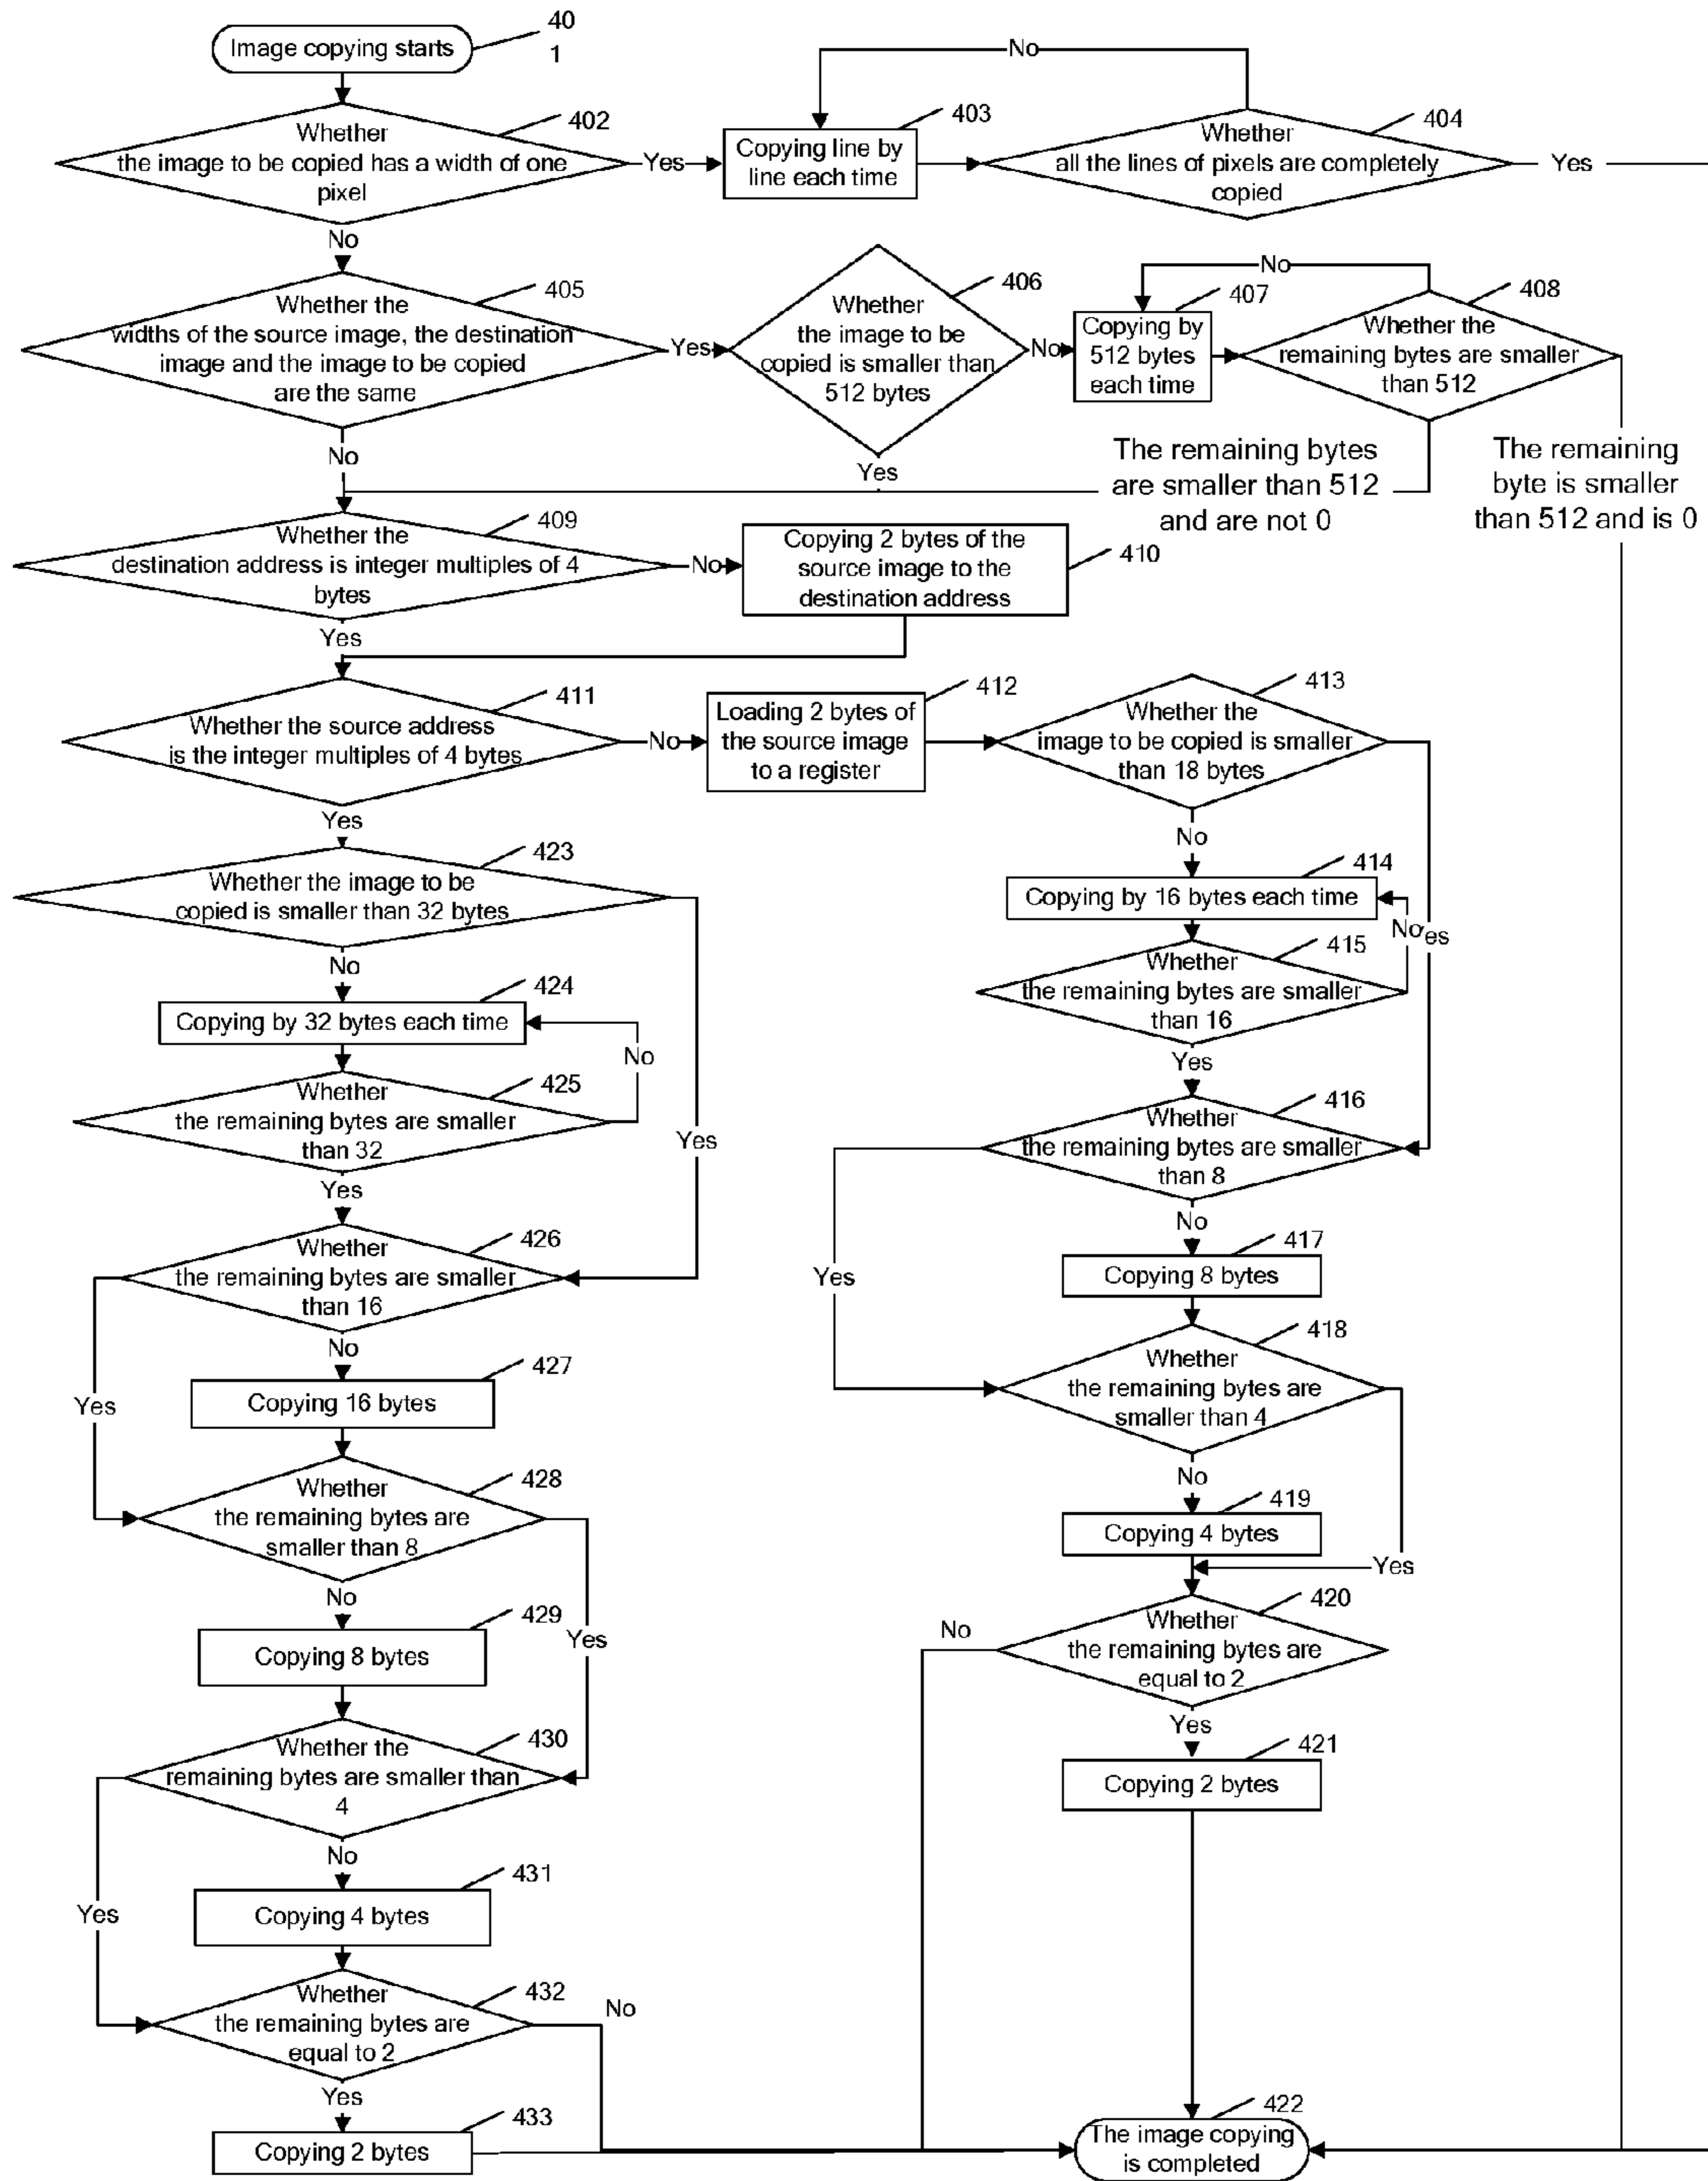 Image copying starts
40
1
Whether
the image to be copied has a width of one
pixel
402
Yes
Copying line by
line each time
403
No
Whether
all the lines of pixels are completely
copied
404
Yes
No
Whether the
widths of the source image, the destination
image and the image to be copied
are the same
405
Yes
Whether
the image to be
copied is smaller than
512 bytes
406
No
Copying by
512 bytes
each time
407
No
Whether the
remaining bytes are smaller
than 512
408
No
Yes
The remaining bytes
are smaller than 512
and are not 0
The remaining
byte is smaller
than 512 and is 0
Whether the
destination address is integer multiples of 4
bytes
409
No
Copying 2 bytes of the
source image to the
destination address
410
Yes
Whether the source address
is the integer multiples of 4 bytes
411
No
Loading 2 bytes of
the source image
to a register
412
Whether the
image to be copied is smaller
than 18 bytes
413
Yes
No
Whether the image to be
copied is smaller than 32 bytes
423
Copying by 16 bytes each time
414
No
es
No
Whether
the remaining bytes are smaller
than 16
415
Copying by 32 bytes each time
424
No
Yes
Whether
the remaining bytes are smaller
than 32
425
Yes
Whether
the remaining bytes are smaller
than 8
416
Yes
No
Whether
the remaining bytes are smaller
than 16
426
Copying 8 bytes
417
Yes
No
Whether
the remaining bytes are
smaller than 4
418
Copying 16 bytes
427
Yes
No
Whether
the remaining bytes are
smaller than 8
428
Copying 4 bytes
419
Yes
No
Whether
the remaining bytes are
equal to 2
420
No
Copying 8 bytes
429
Yes
Yes
Whether the
remaining bytes are smaller than
4
430
Copying 2 bytes
421
No
Copying 4 bytes
431
Yes
Whether
the remaining bytes are
equal to 2
432
No
Yes
Copying 2 bytes
433
The image copying
is completed
422